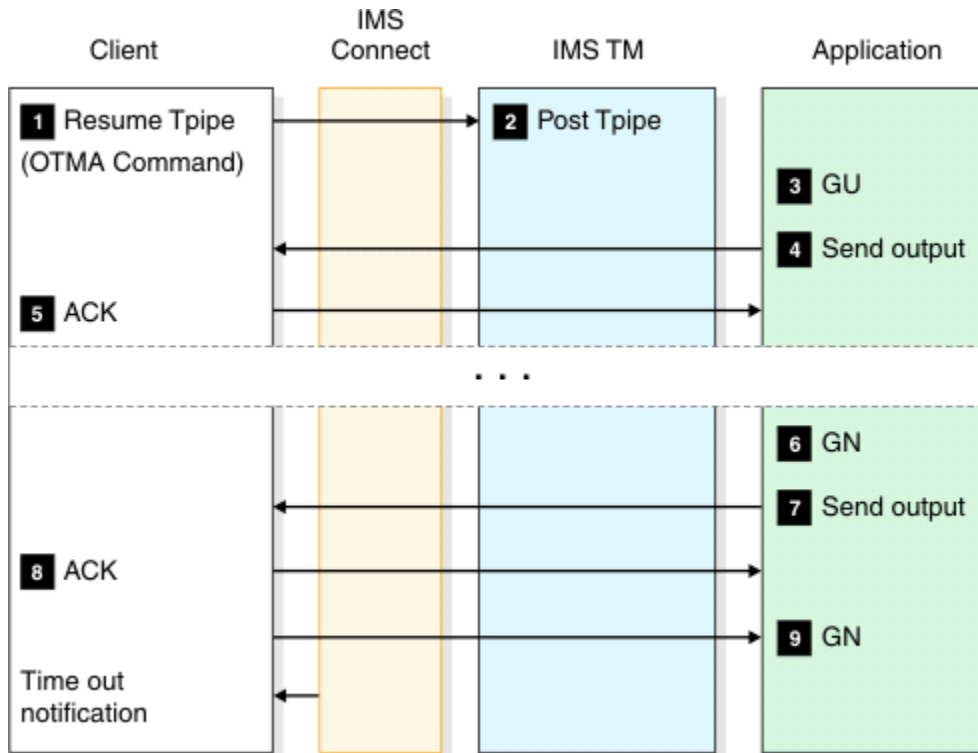 Client
IMS
Connect
IMS TM
Application
1 Resume Tpipe
(OTMA Command)
2 Post Tpipe
3 GU
4 Send output
5 ACK
. . .
6 GN
7 Send output
8 ACK
9 GN
Time out
notification